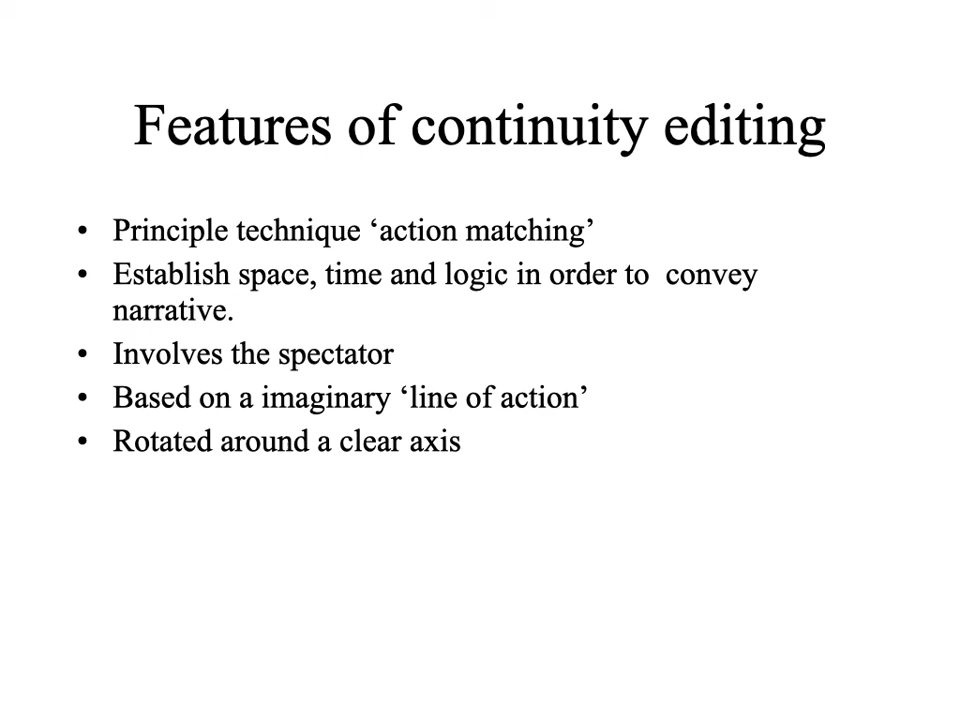 Features of continuity editing
• Principle technique ‘action matching’
• Establish space, time and logic in order to  convey
narrative.
• Involves the spectator
• Based on a imaginary ‘line of action’
• Rotated around a clear axis